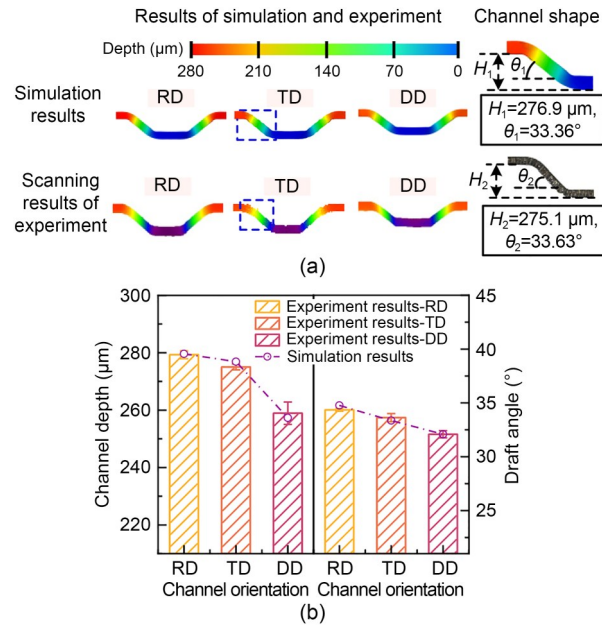 (a)
Results of simulation and experiment
Channel shape
Depth (μm)
280 210 140 70 0
Simulation results
RD TD DD
H1 θ1
H1=276.9 μm,
θ1=33.36°
Scanning results of experiment
RD TD DD
H2 θ2
H2=275.1 μm,
θ2=33.63°
(a)
Channel depth (μm)
300
280
260
240
220
Experiment results-RD
Experiment results-TD
Experiment results-DD
Simulation results
45
40
35
30
25
Draft angle (°)
RD TD DD RD TD DD
Channel orientation Channel orientation
(b)